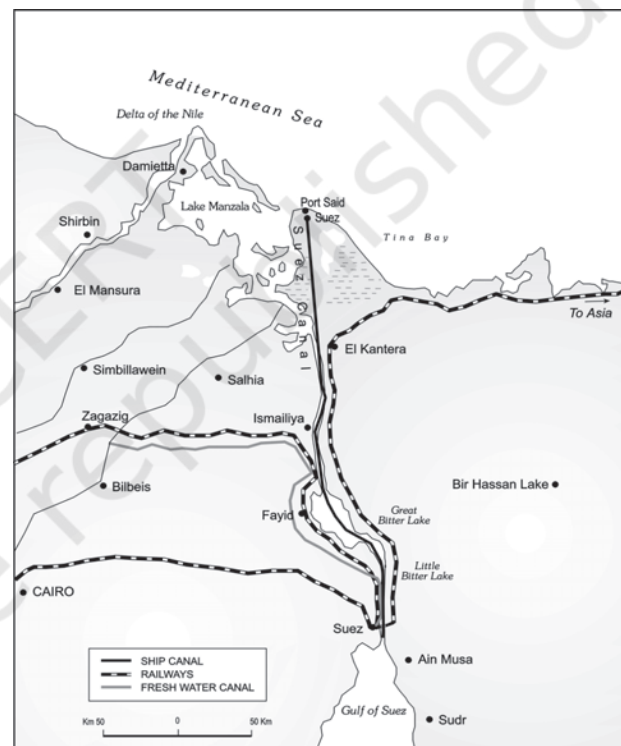 Mediterranean Sea
Delta of the Nile
Damietta
Lake Manzala
Port Said
Suez
Shirbin
Tina Bay
Suez Canal
El Mansura
To Asia
El Kantera
Simbillawein
Salhia
Zagazig
Ismailiya
Bilbeis
Bir Hassan Lake
Fayid
Great
Bitter Lake
Little
Bitter Lake
CAIRO
Suez
SHIP CANAL
RAILWAYS
FRESH WATER CANAL
Ain Musa
Gulf of Suez
Sudr
Km 50 0 50 Km
republished